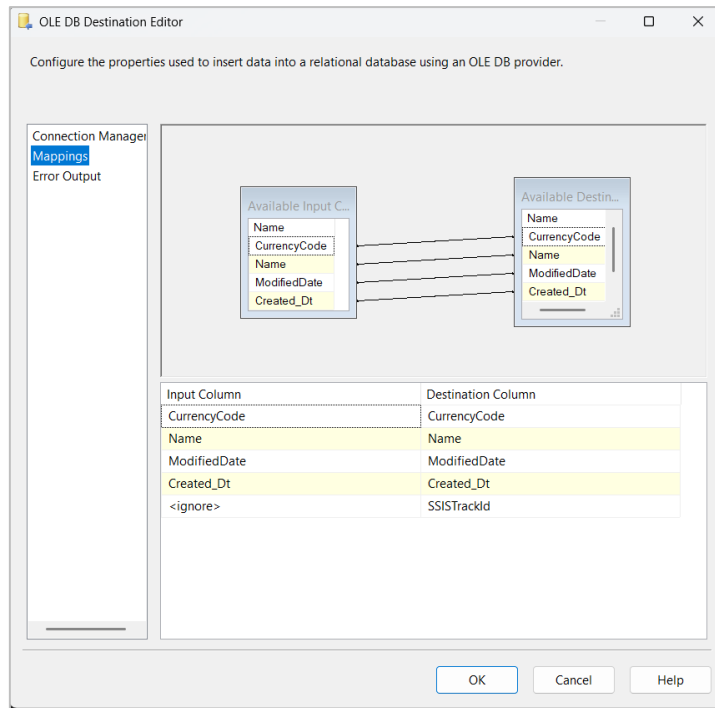 OLE DB Destination Editor
Configure the properties used to insert data into a relational database using an OLE DB provider.
Connection Manager
Mappings
Error Output
Available Input C...
Name
CurrencyCode
Name
ModifiedDate
Created_Dt
Available Destin...
Name
CurrencyCode
Name
ModifiedDate
Created_Dt
Input Column Destination Column
CurrencyCode CurrencyCode
Name Name
ModifiedDate ModifiedDate
Created_Dt Created_Dt
<ignore> SSISTrackId
OK Cancel Help